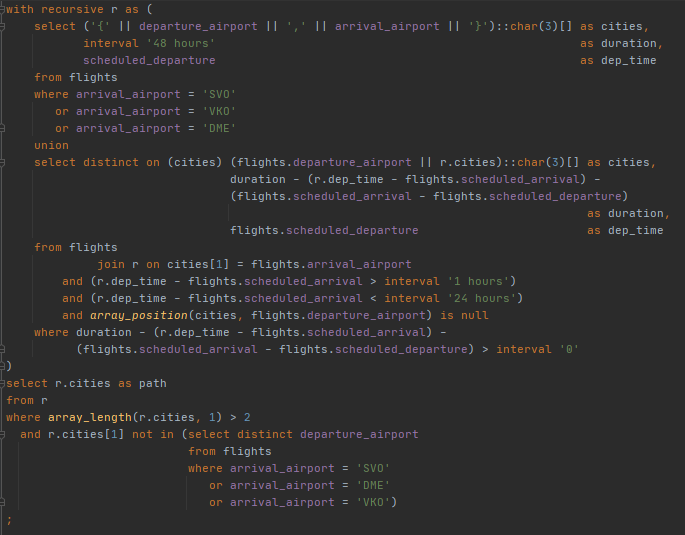 with recursive r as (
    select ('{' || departure_airport || ',' || arrival_airport || '}')::char(3)[] as cities,
           interval '48 hours'                                                    as duration,
           scheduled_departure                                                    as dep_time
    from flights
    where arrival_airport = 'SVO'
       or arrival_airport = 'VKO'
       or arrival_airport = 'DME'
    union
    select distinct on (cities) (flights.departure_airport || r.cities)::char(3)[] as cities,
                                duration - (r.dep_time - flights.scheduled_arrival) -
                                (flights.scheduled_arrival - flights.scheduled_departure)
                                                                                   as duration,
                                flights.scheduled_departure                        as dep_time
    from flights
             join r on cities[1] = flights.arrival_airport
        and (r.dep_time - flights.scheduled_arrival > interval '1 hours')
        and (r.dep_time - flights.scheduled_arrival < interval '24 hours')
        and array_position(cities, flights.departure_airport) is null
    where duration - (r.dep_time - flights.scheduled_arrival) -
          (flights.scheduled_arrival - flights.scheduled_departure) > interval '0'
)
select r.cities as path
from r
where array_length(r.cities, 1) > 2
  and r.cities[1] not in (select distinct departure_airport
                          from flights
                          where arrival_airport = 'SVO'
                             or arrival_airport = 'DME'
                             or arrival_airport = 'VKO')
;